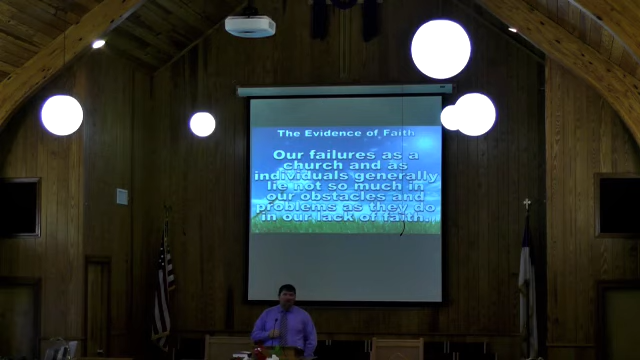 The Evidence of Faith
Our failures as a
church and as
individuals generally
lie not so much in
our obstacles and
problems as they do
in our lack of faith.